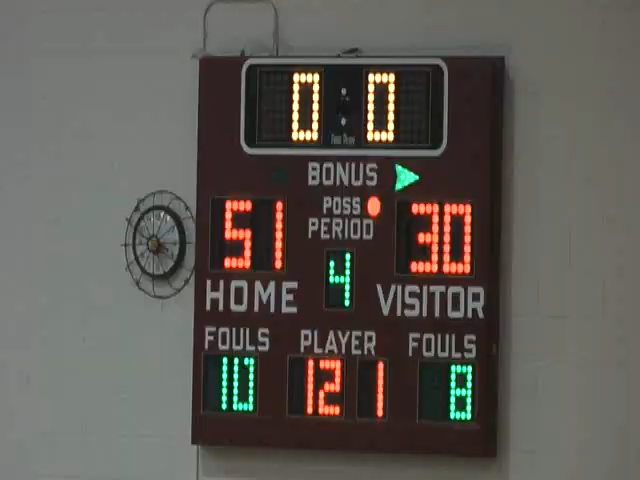 0 0
BONUS
POSS
51 PERIOD 30
4
HOME VISITOR
FOULS PLAYER FOULS
10 12 1 8